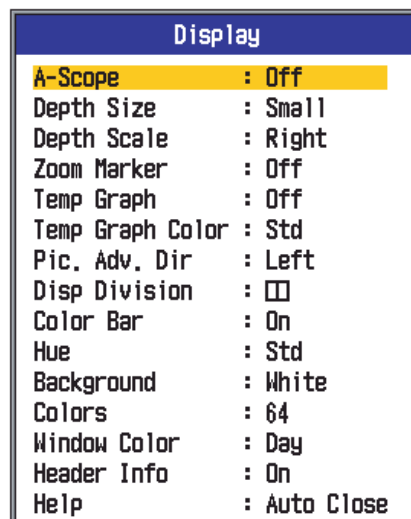 Display
A-Scope : Off
Depth Size : Small
Depth Scale : Right
Zoom Marker : Off
Temp Graph : Off
Temp Graph Color : Std
Pic. Adv. Dir : Left
Disp Division :
Color Bar : On
Hue : Std
Background : White
Colors : 64
Window Color : Day
Header Info : On
Help : Auto Close